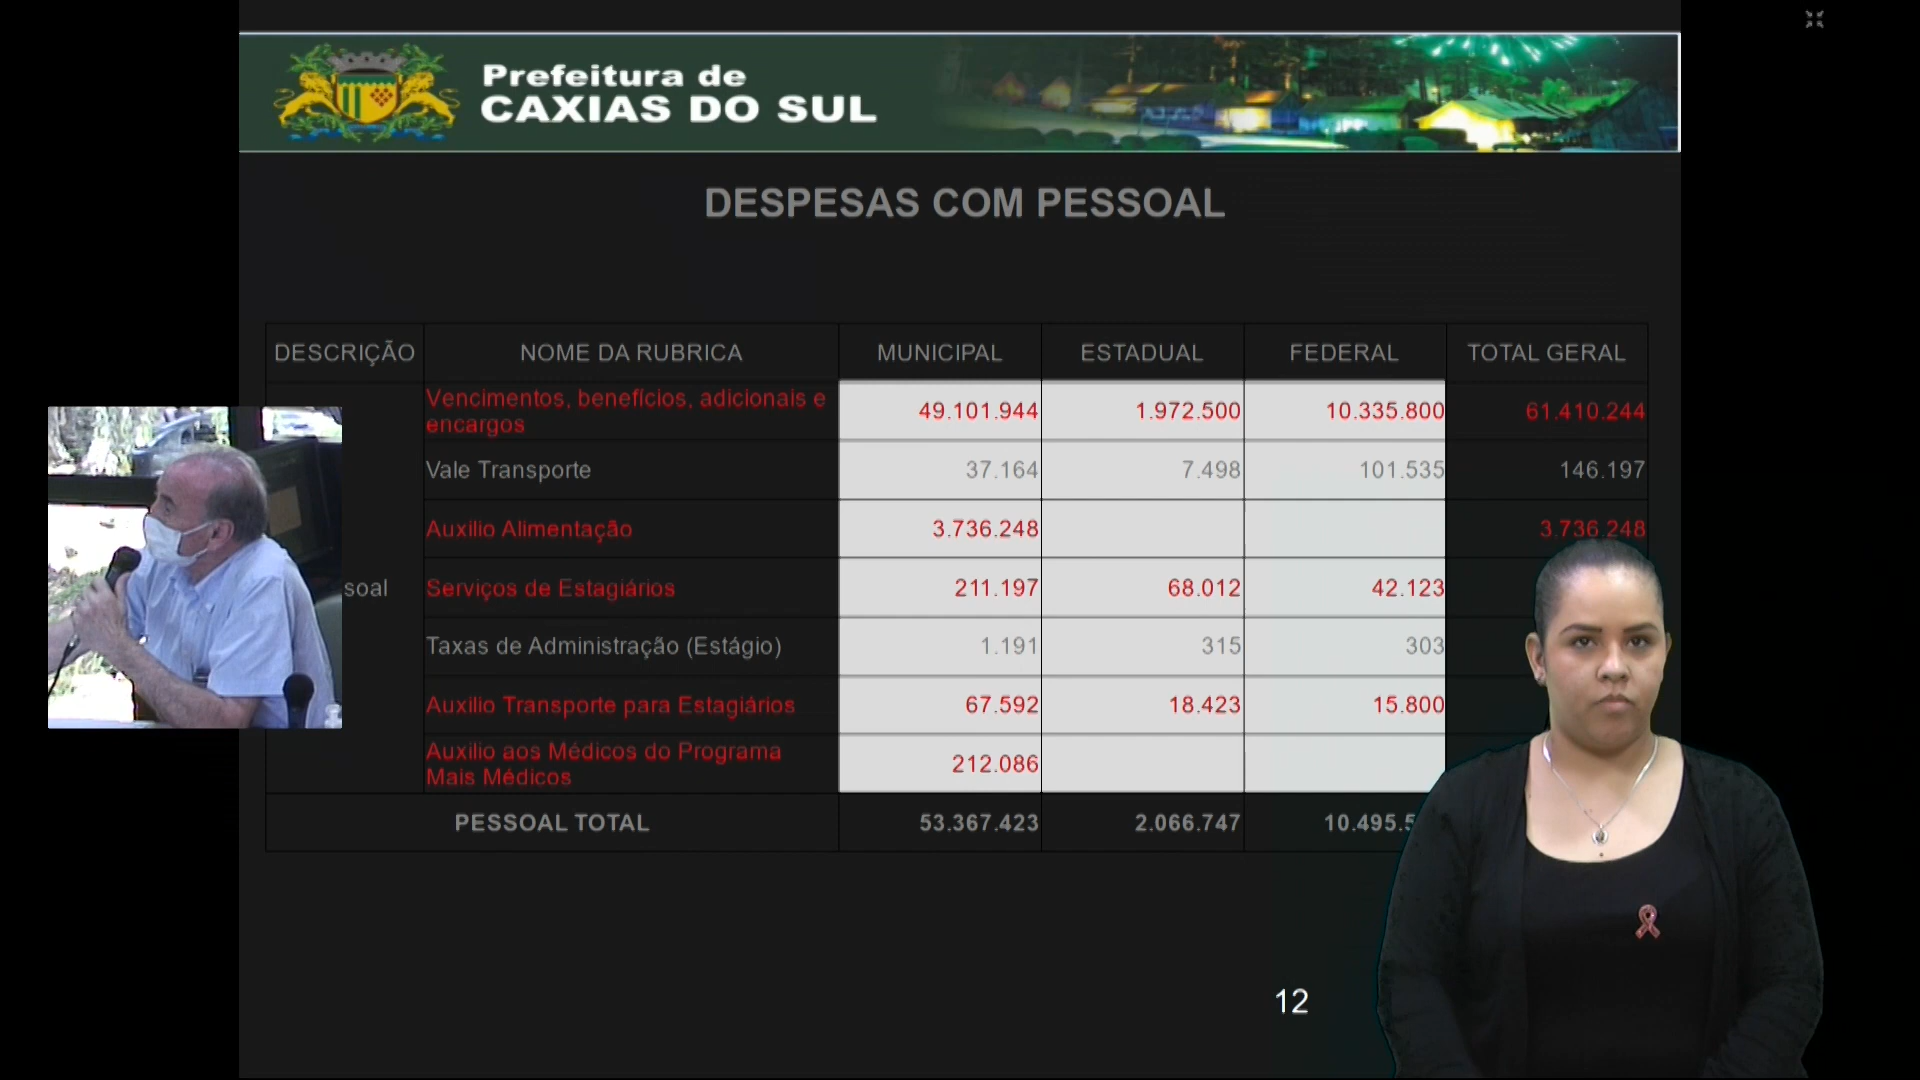 Prefeitura de
CAXIAS DO SUL
DESPESAS COM PESSOAL
DESCRIÇÃO NOME DA RUBRICA MUNICIPAL ESTADUAL FEDERAL TOTAL GERAL
Vencimentos, benefícios, adicionais e
encargos 49.101.944 1.972.500 10.335.800 61.410.244
Vale Transporte 37.164 7.498 101.535 146.197
Auxilio Alimentação 3.736.248 3.736.248
soal Serviços de Estagiários 211.197 68.012 42.123
Taxas de Administração (Estágio) 1.191 315 303
Auxilio Transporte para Estagiários 67.592 18.423 15.800
Auxilio aos Médicos do Programa
Mais Médicos 212.086
PESSOAL TOTAL 53.367.423 2.066.747 10.495.5
12